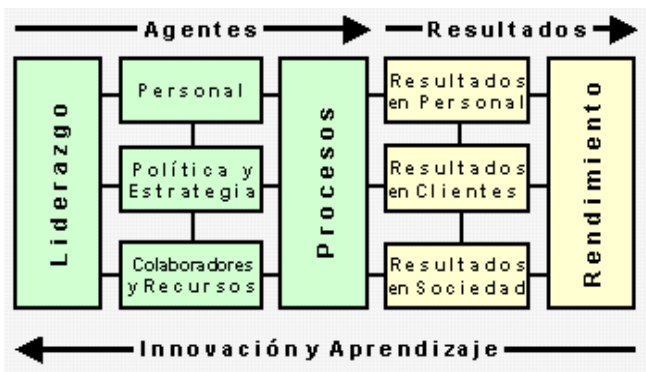 Agentes
Resultados
Liderazgo
Personal
Política y
Estrategia
Colaboradores
y Recursos
Procesos
Resultados
en Personal
Resultados
en Clientes
Resultados
en Sociedad
Rendimiento
Innovación y Aprendizaje